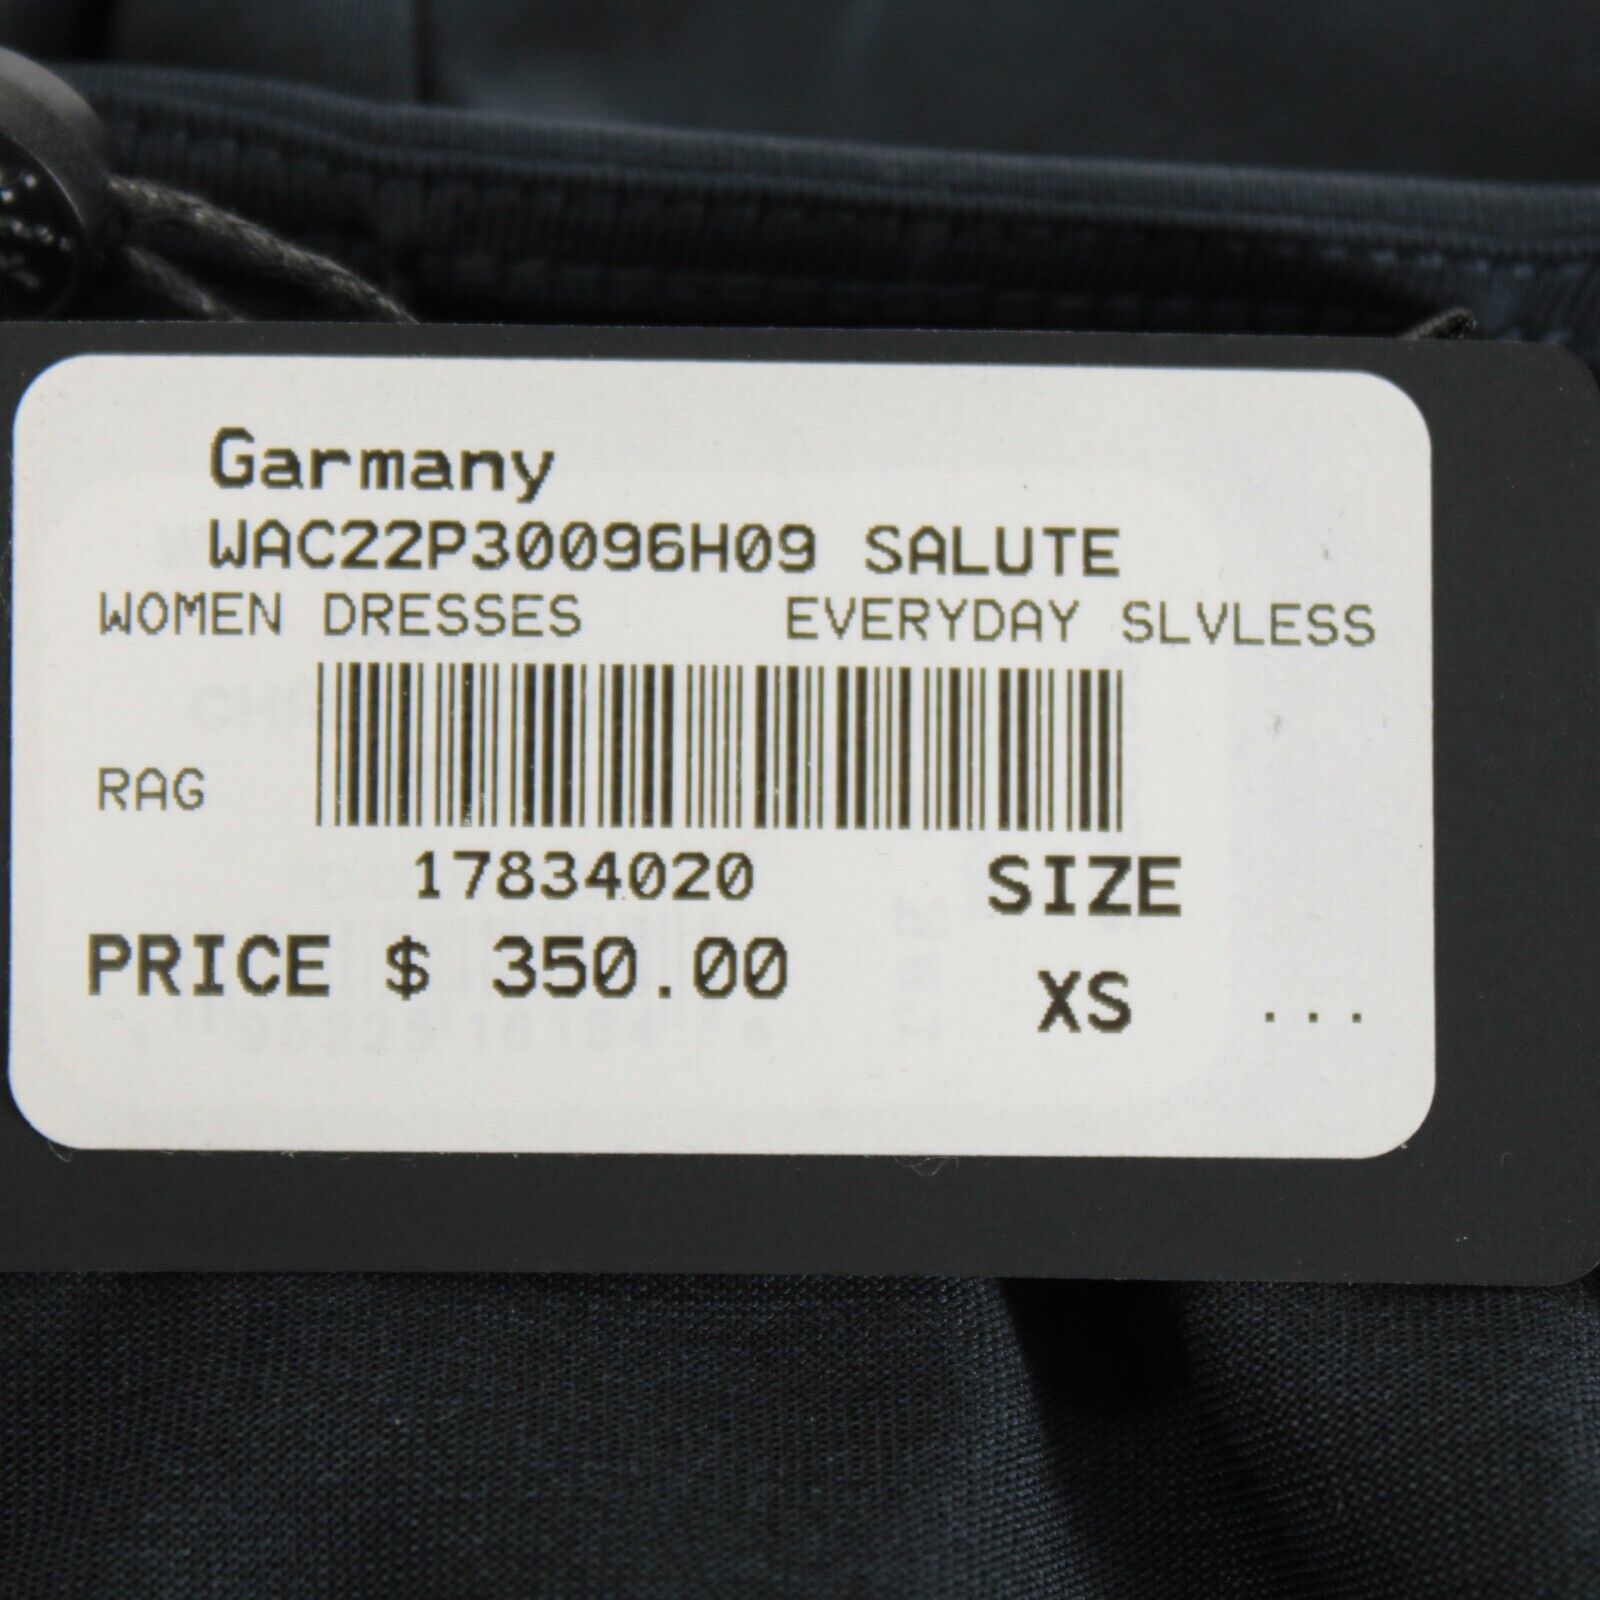 Garmany
WAC22P30096H09 SALUTE
WOMEN DRESSES EVERYDAY SLVLESS
RAG
17834020 SIZE
PRICE $ 350.00
XS ...